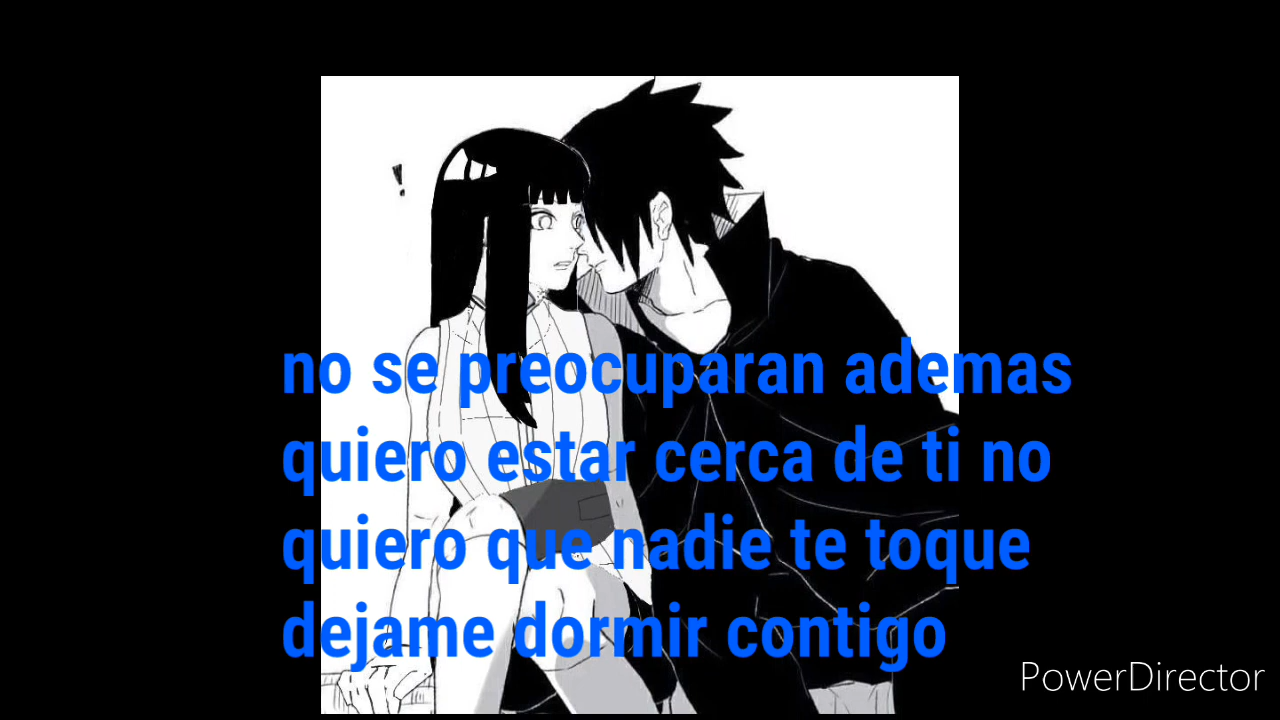 !
no se preocuparan ademas
quiero estar cerca de ti no
quiero que nadie te toque
dejame dormir contigo
PowerDirector